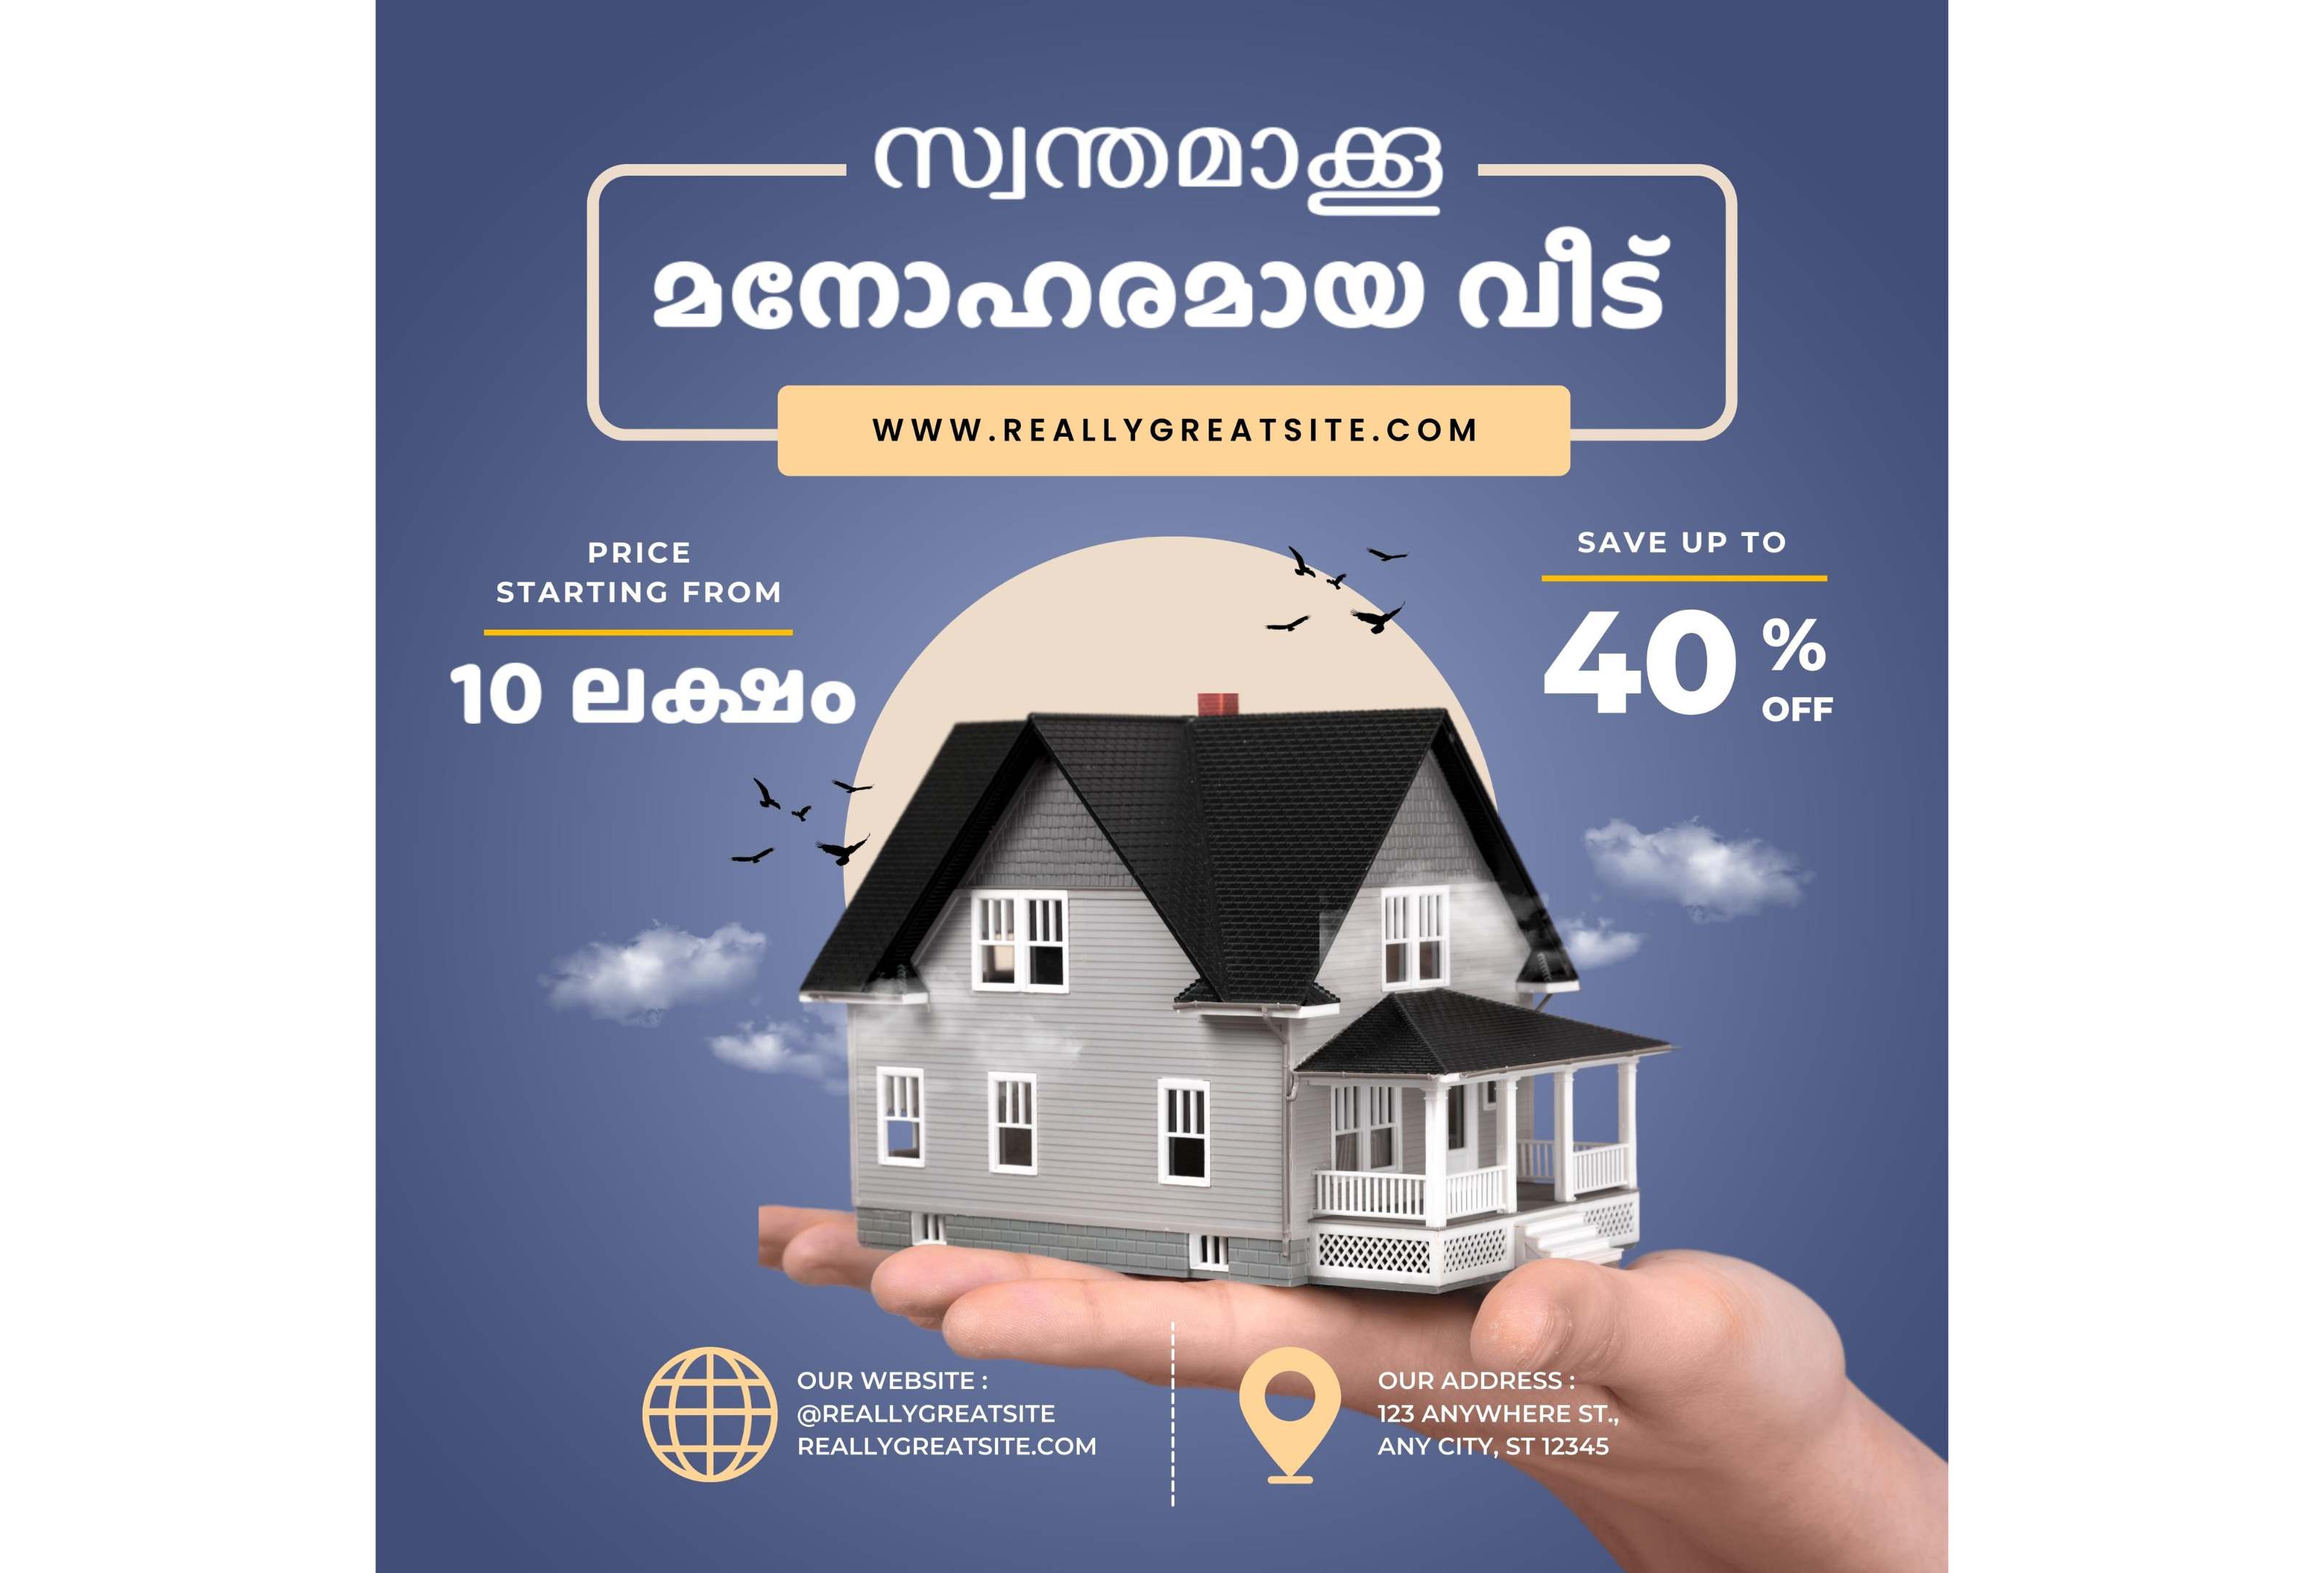 സ്വന്തമാക്കൂ
മനോഹരമായ വീട്
WWW.REALLYGREATSITE.COM
PRICE
STARTING FROM
10 ലക്ഷം
SAVE UP TO
40 %
OFF
OUR WEBSITE :
@REALLYGREATSITE
REALLYGREATSITE.COM
OUR ADDRESS :
123 ANYWHERE ST.,
ANY CITY, ST 12345